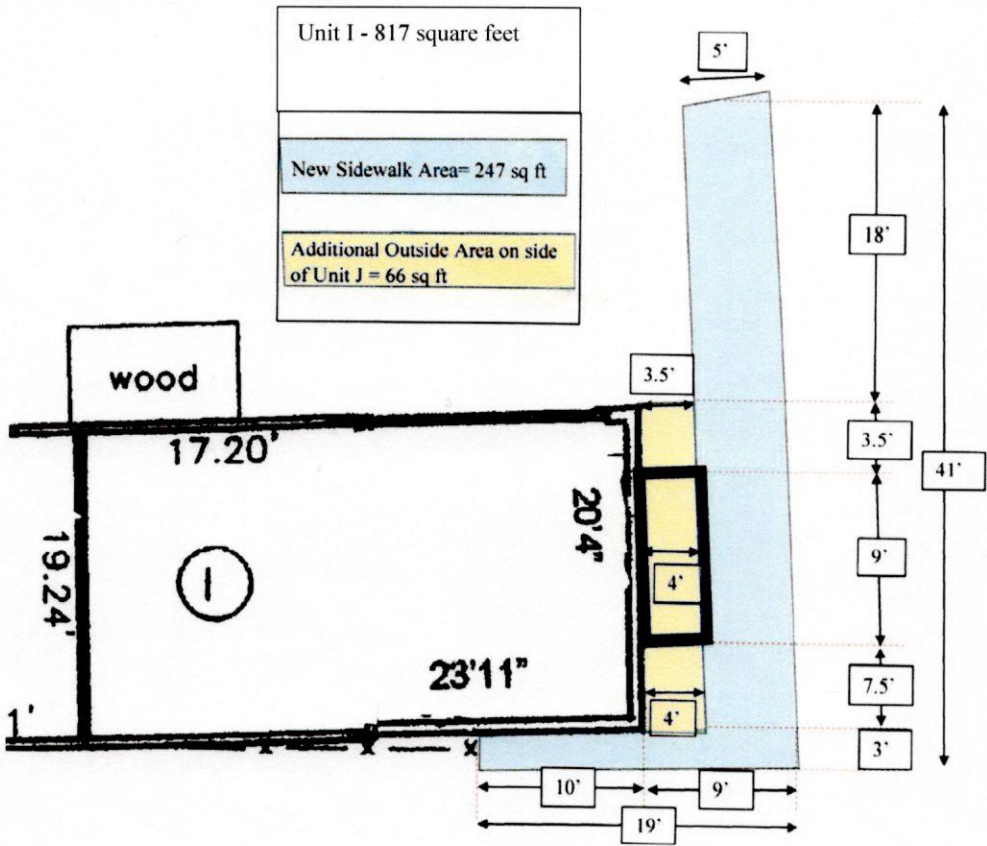 Unit I - 817 square feet
New Sidewalk Area= 247 sq ft
Additional Outside Area on side
of Unit J = 66 sq ft
5'
18'
wood
3.5'
17.20'
3.5'
41'
20'4"
19.24'
I
4'
9'
23'11"
7.5'
4'
1'
x x x
3'
10'
9'
19'